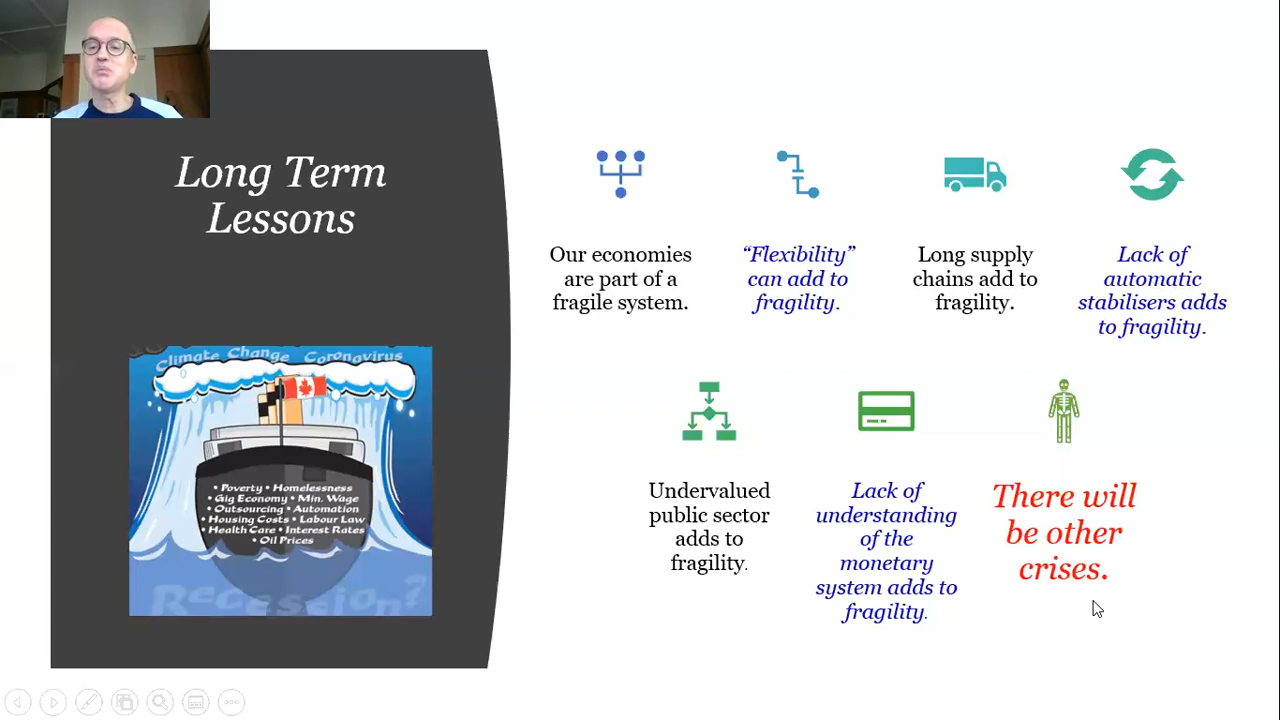 Long Term
Lessons
Climate Change Coronavirus
• Poverty • Homelessness
• Gig Economy • Min. Wage
• Outsourcing • Automation
• Housing Costs • Labour Law
• Health Care • Interest Rates
• Oil Prices
Recession?
Our economies
are part of a
fragile system.
“Flexibility”
can add to
fragility.
Long supply
chains add to
fragility.
Lack of
automatic
stabilisers adds
to fragility.
Undervalued
public sector
adds to
fragility.
Lack of
understanding
of the
monetary
system adds to
fragility.
There will
be other
crises.